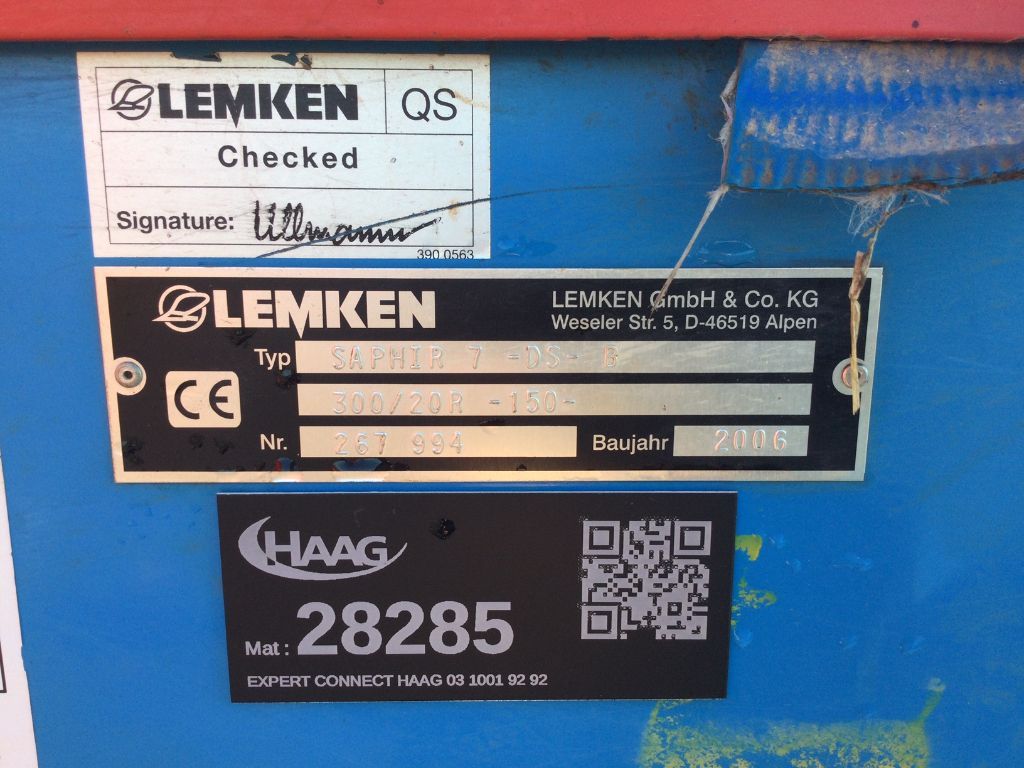 LEMKEN QS
Checked
Signature: Ullmann
390 0563
LEMKEN
LEMKEN GmbH & Co. KG
Weseler Str. 5, D-46519 Alpen
Typ SAPHIR 7 -DS- B
CE 300/20R -150-
Nr. 267 994 Baujahr 2006
HAAG
Mat : 28285
EXPERT CONNECT HAAG 03 1001 92 92